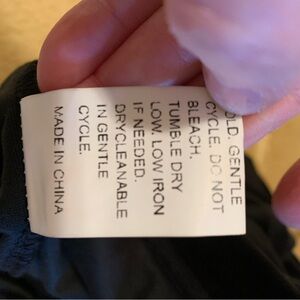 OLD. GENTLE
CYCLE. DO NOT
BLEACH.
TUMBLE DRY
LOW. LOW IRON
IF NEEDED.
DRYCLEANABLE
IN GENTLE
CYCLE.
MADE IN CHINA